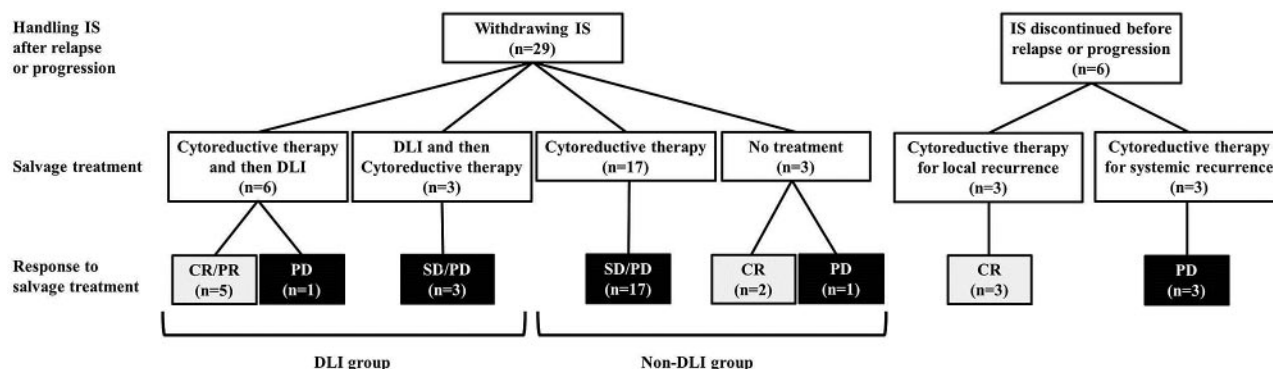 Handling IS
after relapse
or progression
Withdrawing IS
(n=29)
IS discontinued before
relapse or progression
(n=6)
Salvage treatment
Cytoreductive therapy
and then DLI
(n=6)
DLI and then
Cytoreductive therapy
(n=3)
Cytoreductive therapy
(n=17)
No treatment
(n=3)
Cytoreductive therapy
for local recurrence
(n=3)
Cytoreductive therapy
for systemic recurrence
(n=3)
Response to
salvage treatment
CR/PR
(n=5)
PD
(n=1)
SD/PD
(n=3)
SD/PD
(n=17)
CR
(n=2)
PD
(n=1)
CR
(n=3)
PD
(n=3)
DLI group
Non-DLI group